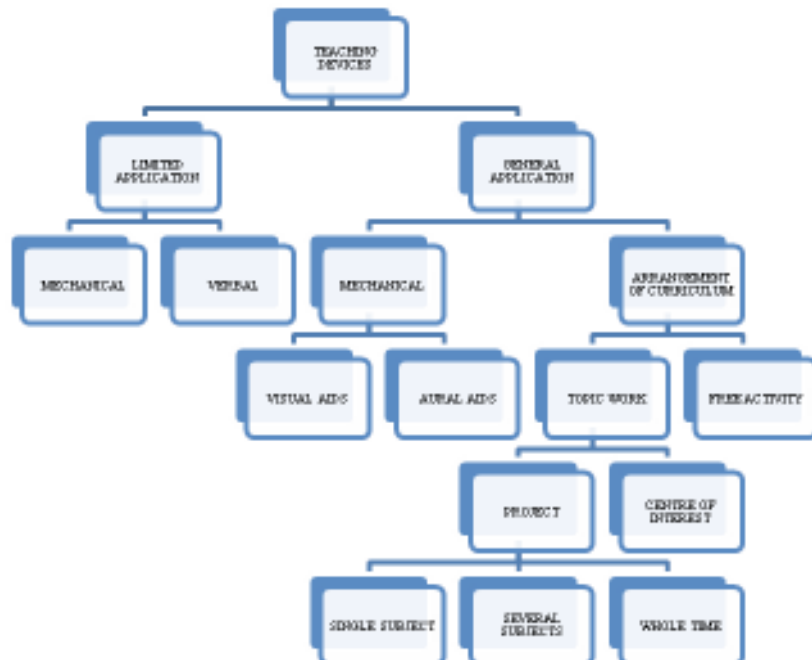 TEACHING
DEVICES
LIMITED
APPLICATION
GENERAL
APPLICATION
MECHANICAL
VERBAL
MECHANICAL
ARRANGEMENT
OF CURRICULUM
VISUAL AIDS
AURAL AIDS
TOPIC WORK
FREE ACTIVITY
PROJECT
CENTRE OF
INTEREST
SINGLE SUBJECT
SEVERAL
SUBJECTS
WHOLE TIME